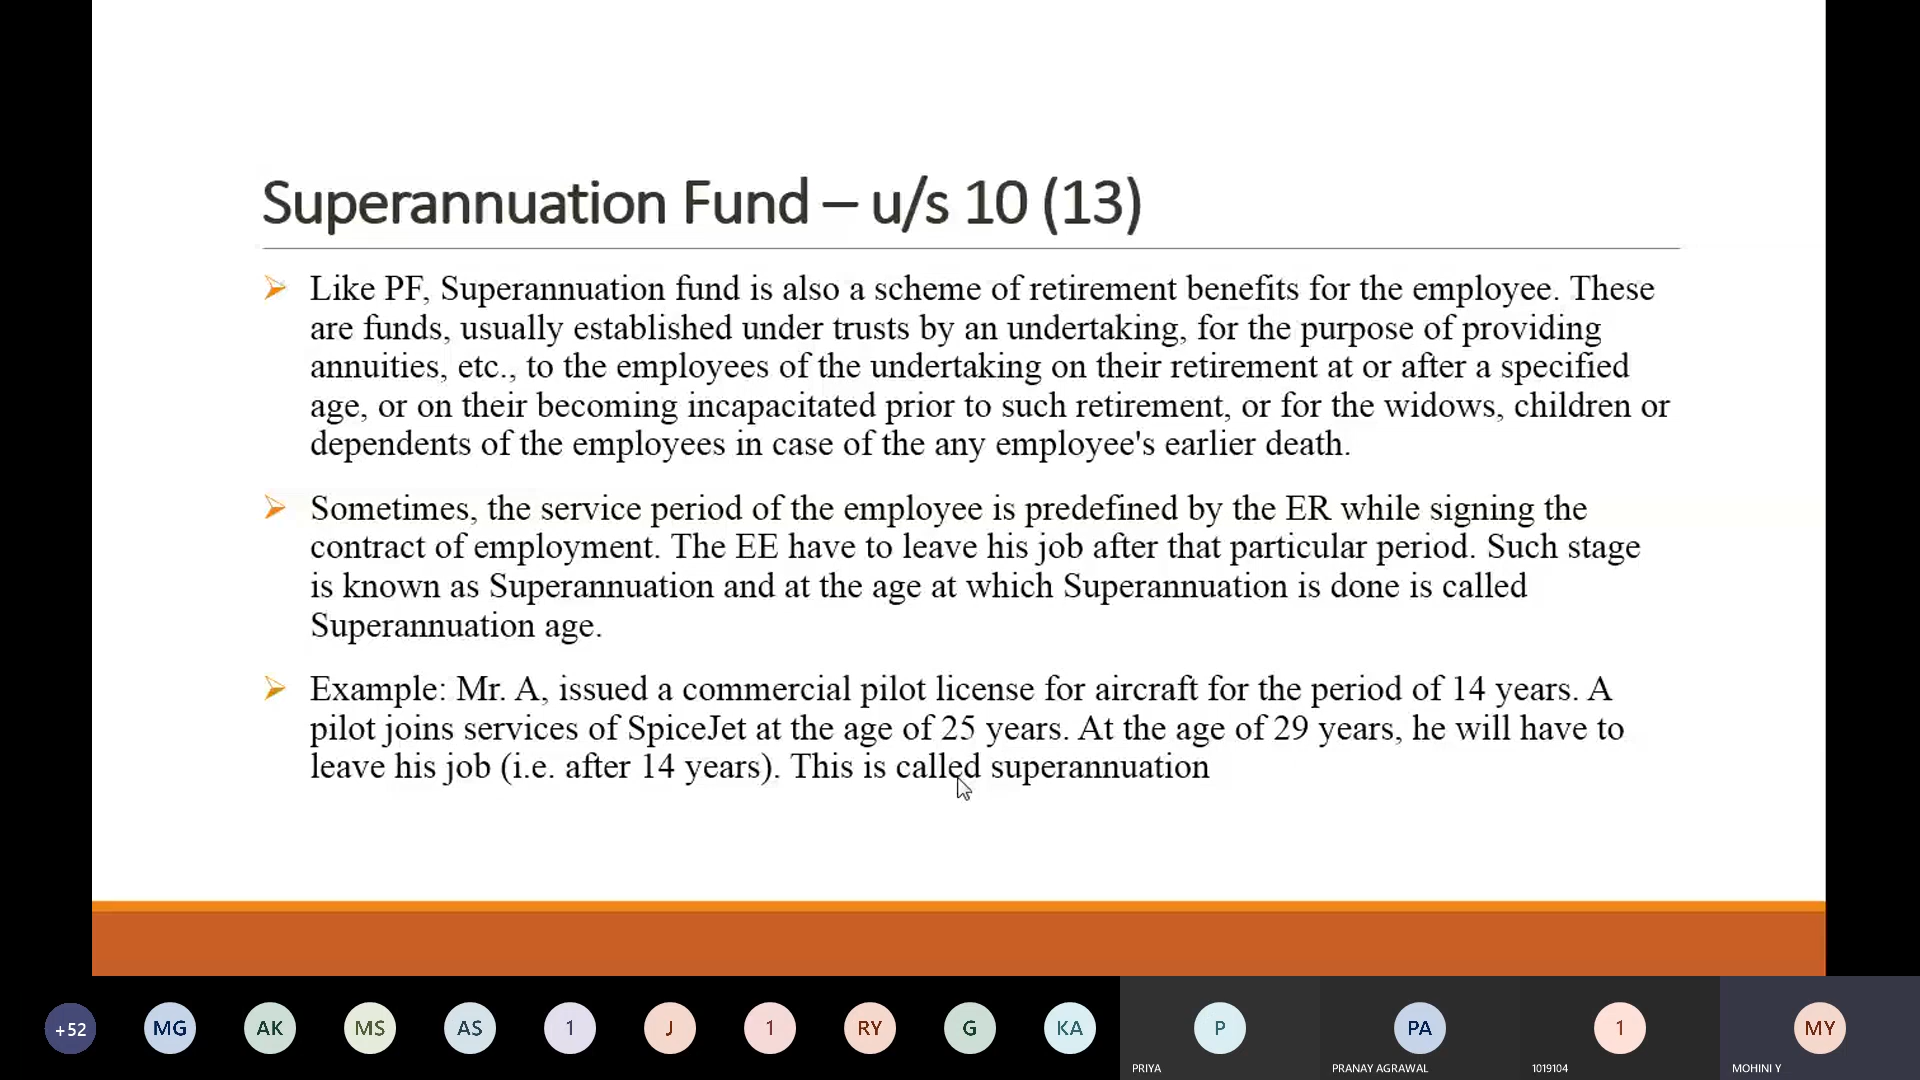 Superannuation Fund – u/s 10 (13)
Like PF, Superannuation fund is also a scheme of retirement benefits for the employee. These
are funds, usually established under trusts by an undertaking, for the purpose of providing
annuities, etc., to the employees of the undertaking on their retirement at or after a specified
age, or on their becoming incapacitated prior to such retirement, or for the widows, children or
dependents of the employees in case of the any employee's earlier death.
Sometimes, the service period of the employee is predefined by the ER while signing the
contract of employment. The EE have to leave his job after that particular period. Such stage
is known as Superannuation and at the age at which Superannuation is done is called
Superannuation age.
Example: Mr. A, issued a commercial pilot license for aircraft for the period of 14 years. A
pilot joins services of SpiceJet at the age of 25 years. At the age of 29 years, he will have to
leave his job (i.e. after 14 years). This is called superannuation
+52 MG AK MS AS 1 J 1 RY G KA P PA 1 MY
PRIYA PRANAY AGRAWAL 1019104 MOHINI Y